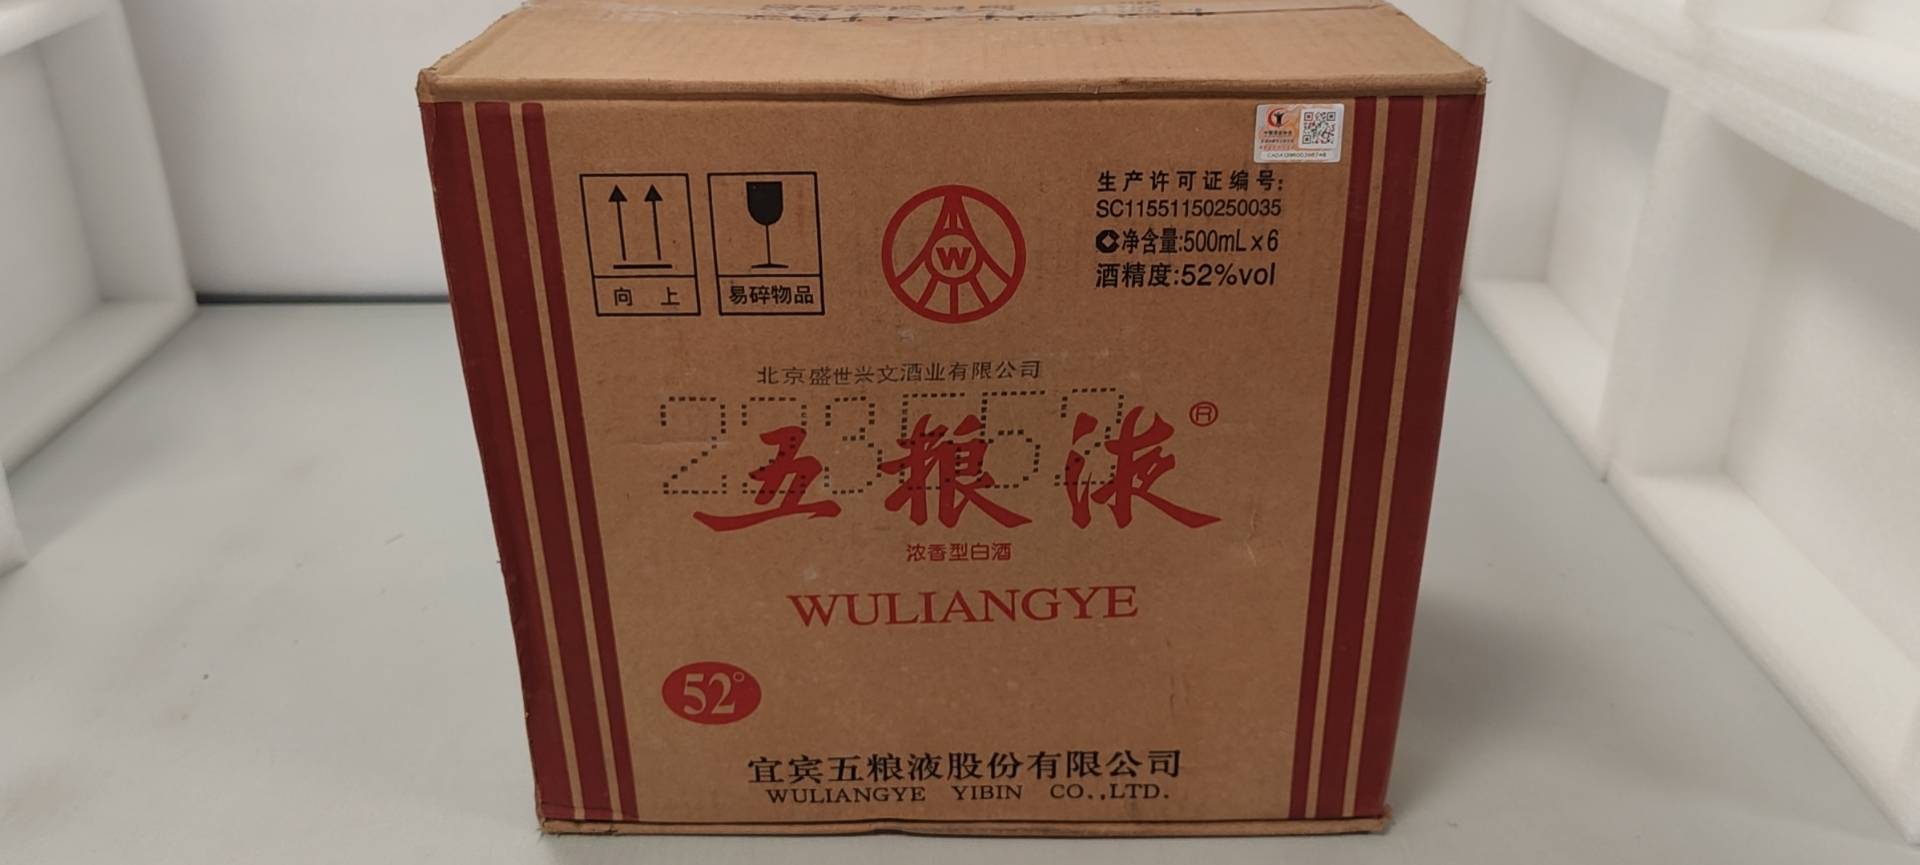 向 上
易碎物品
W
生产许可证编号:
SC11551150250035
净含量:500mL×6
酒精度:52%vol
北京盛世兴文酒业有限公司
五粮液®
浓香型白酒
WULIANGYE
52°
宜宾五粮液股份有限公司
WULIANGYE YIBIN CO.,LTD.